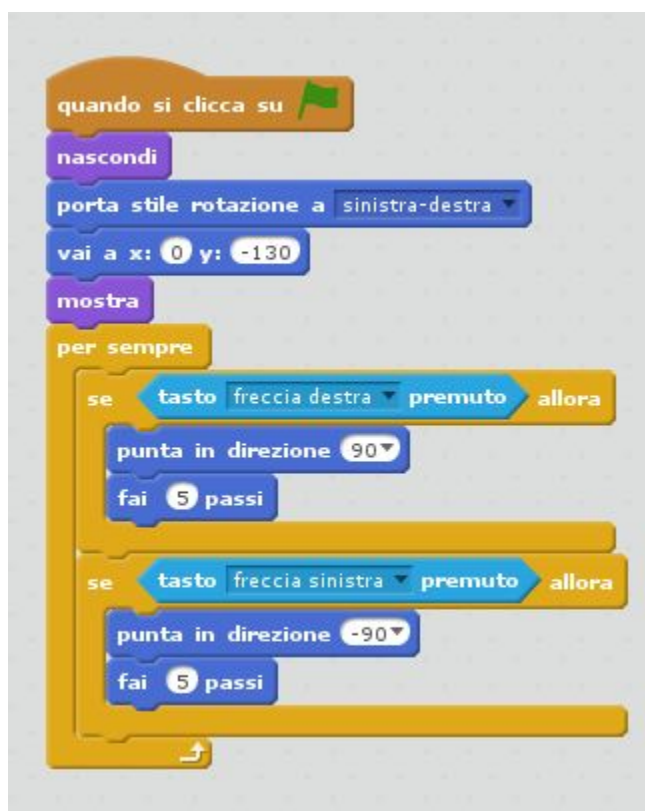 quando si clicca su
nascondi
porta stile rotazione a sinistra-destra
vai a x: 0 y: -130
mostra
per sempre
se tasto freccia destra premuto allora
punta in direzione 90
fai 5 passi
se tasto freccia sinistra premuto allora
punta in direzione -90
fai 5 passi